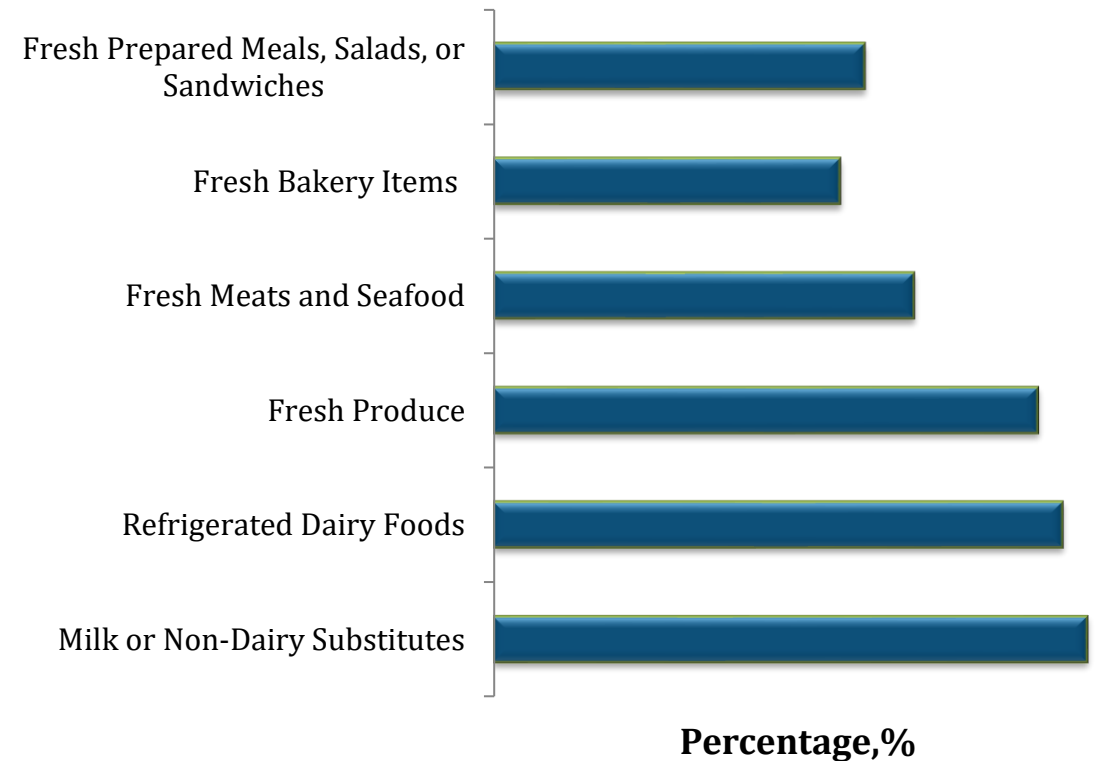 Fresh Prepared Meals, Salads, or
Sandwiches
Fresh Bakery Items
Fresh Meats and Seafood
Fresh Produce
Refrigerated Dairy Foods
Milk or Non-Dairy Substitutes
Percentage,%